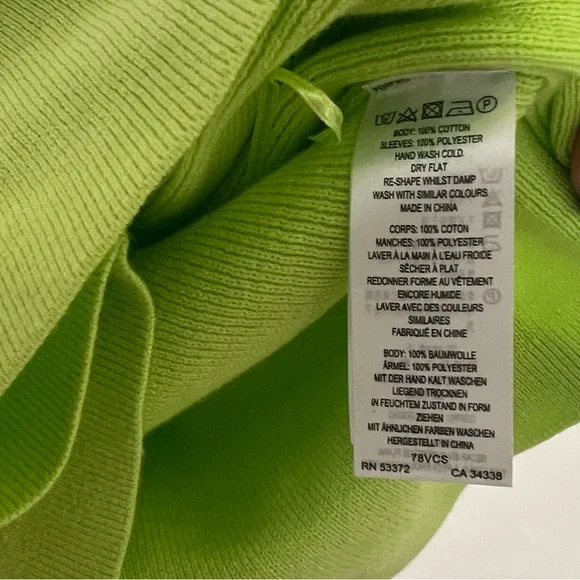 BODY: 100% COTTON
SLEEVES: 100% POLYESTER
HAND WASH COLD.
DRY FLAT
RE-SHAPE WHILST DAMP
WASH WITH SIMILAR COLOURS
MADE IN CHINA
CORPS: 100% COTON
MANCHES: 100% POLYESTER
LAVER À LA MAIN À L'EAU FROIDE
SÉCHER À PLAT
REDONNER FORME AU VÊTEMENT
ENCORE HUMIDE
LAVER AVEC DES COULEURS
SIMILAIRES
FABRIQUÉ EN CHINE
BODY: 100% BAUMWOLLE
ÄRMEL: 100% POLYESTER
MIT DER HAND KALT WASCHEN
LIEGEND TROCKNEN
IN FEUCHTEM ZUSTAND IN FORM
ZIEHEN
MIT ÄHNLICHEN FARBEN WASCHEN
HERGESTELLT IN CHINA
78VCS
RN 53372 CA 34338